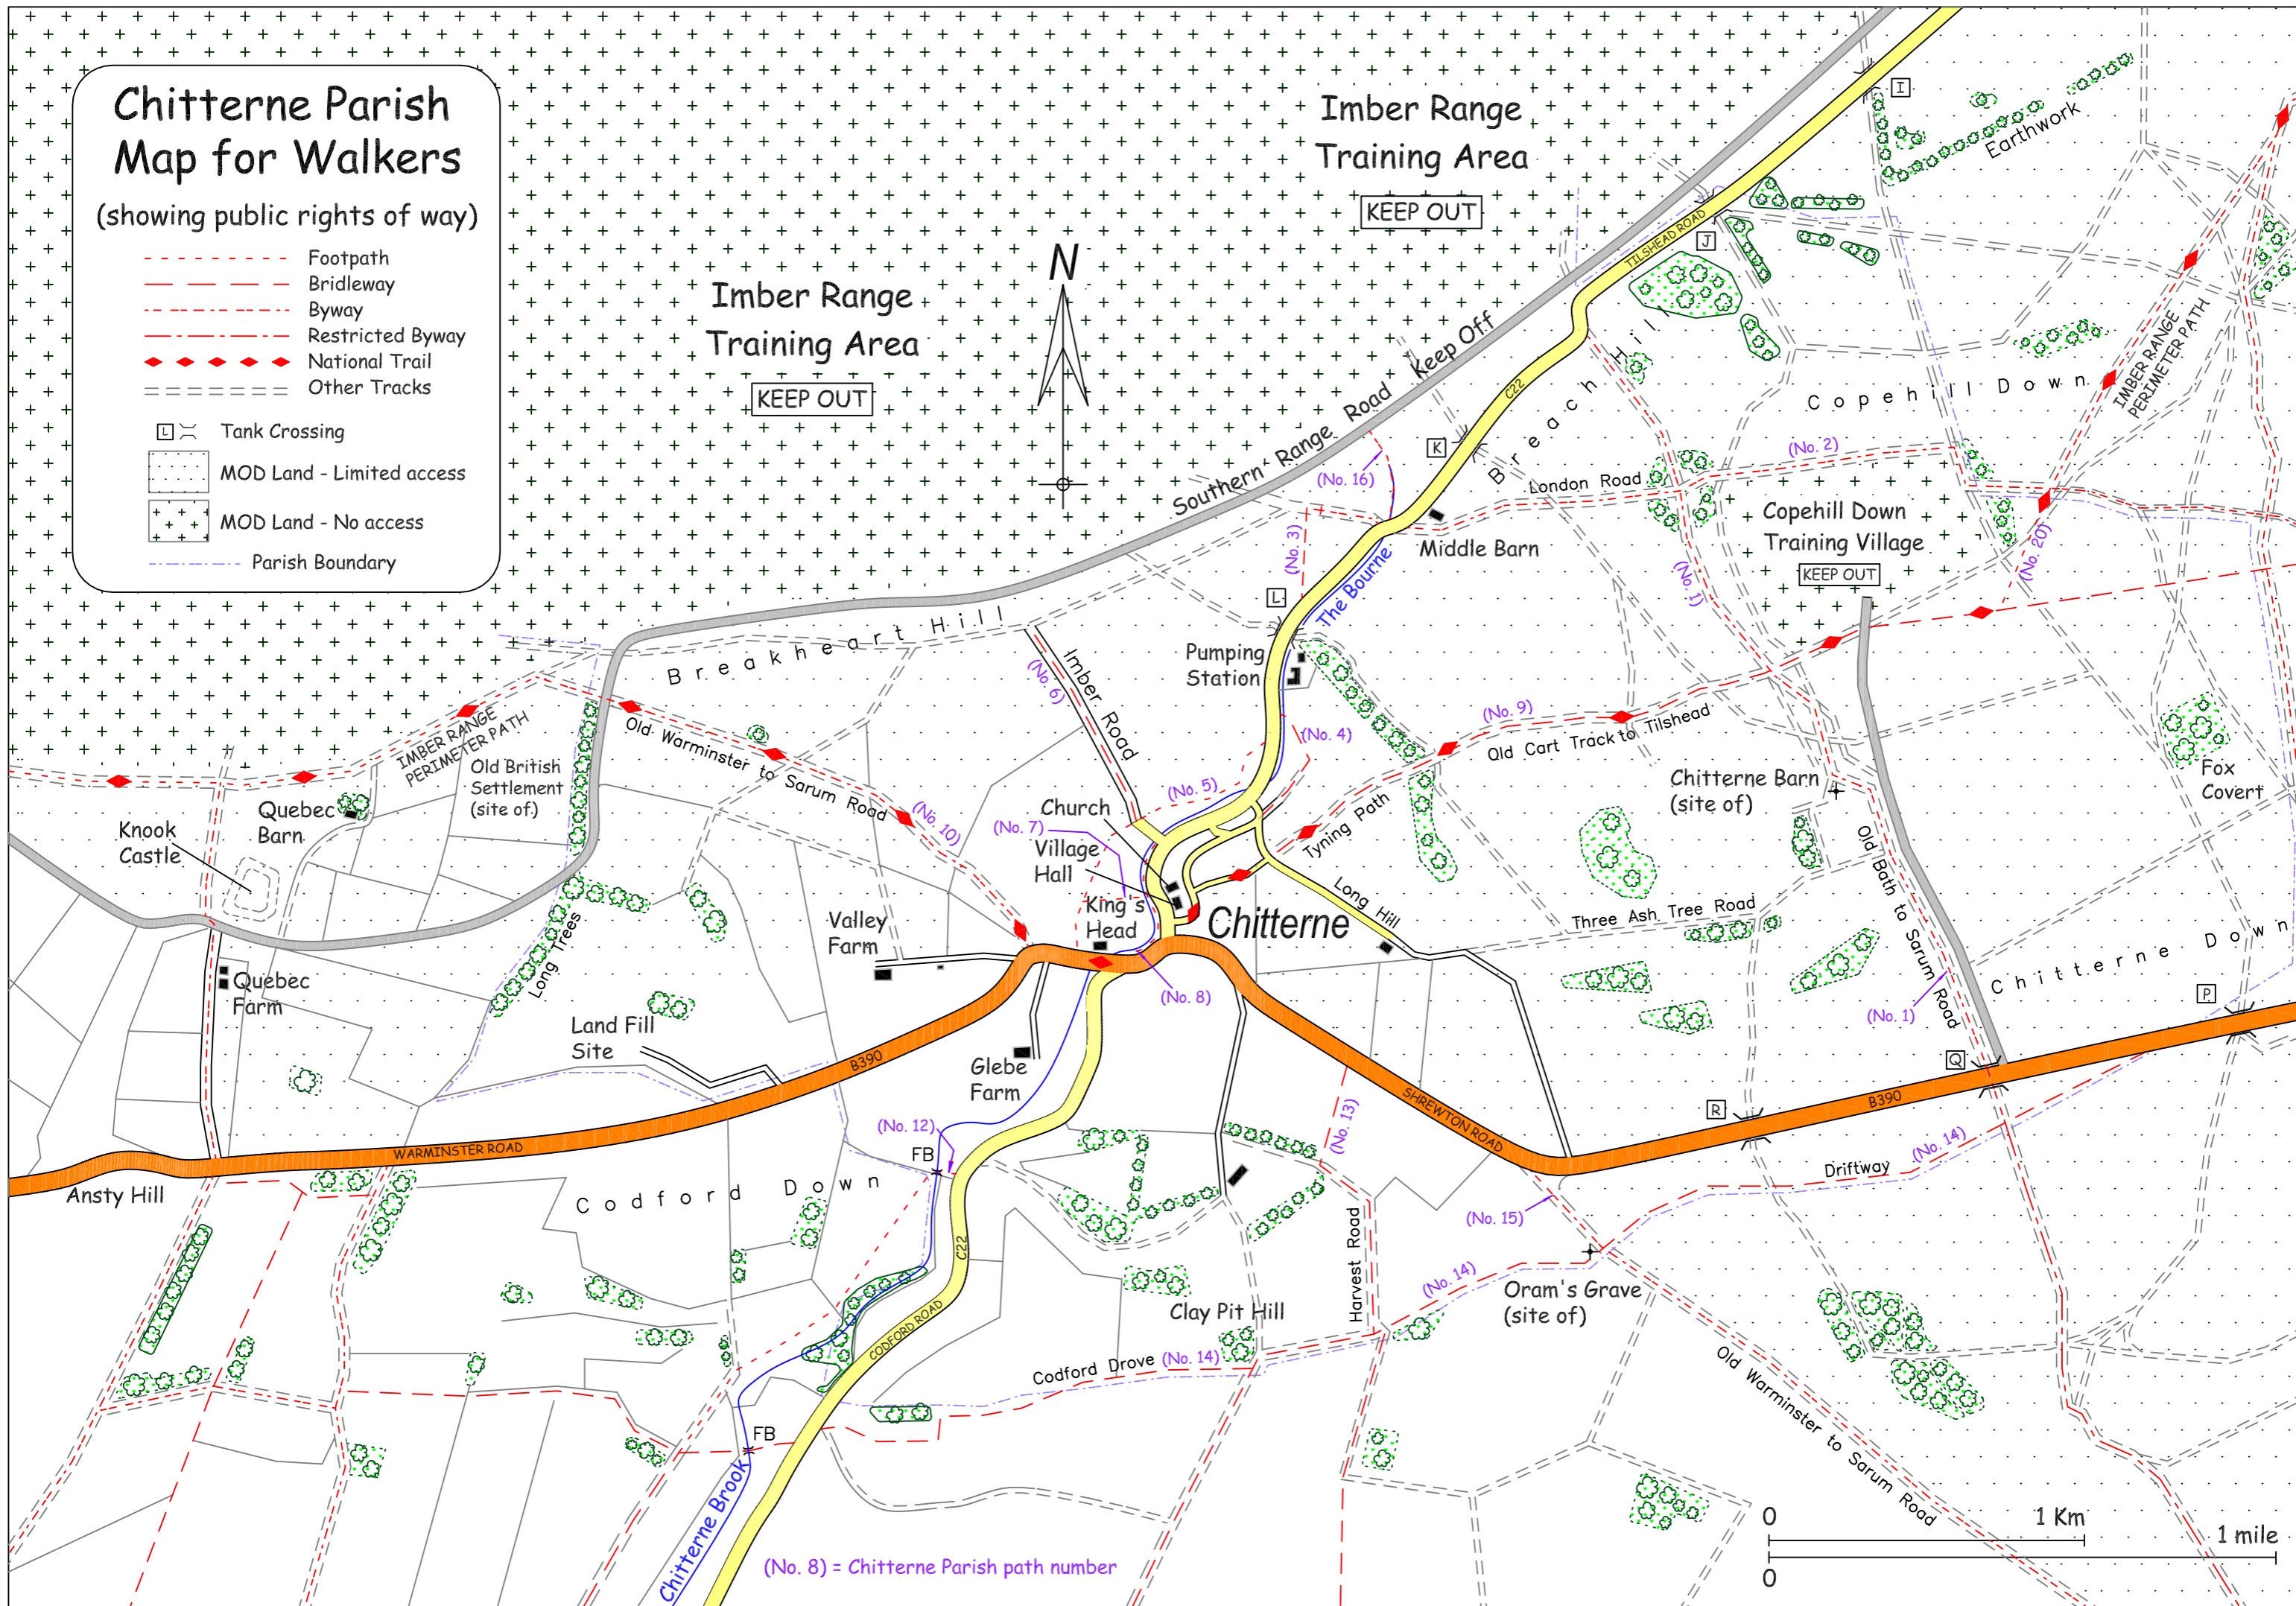 Chitterne Parish
Map for Walkers
(showing public rights of way)
Footpath
Bridleway
Byway
Restricted Byway
National Trail
Other Tracks
L
Tank Crossing
MOD Land - Limited access
MOD Land - No access
Parish Boundary
Imber Range
Training Area
KEEP OUT
Imber Range
Training Area
KEEP OUT
N
I
Earthwork
TILSHEAD ROAD
J
Southern Range Road Keep Off
C22
Breach Hill
Copehill Down
IMBER RANGE
PERIMETER PATH
K
(No. 16)
London Road
(No. 2)
Copehill Down
Training Village
KEEP OUT
(No. 3)
Middle Barn
(No. 1)
(No. 20)
L
The Bourne
Breakheart Hill
(No. 6)
Imber Road
Pumping
Station
(No. 4)
(No. 9)
Old Cart Track to Tilshead
IMBER RANGE
PERIMETER PATH
Old Warminster to Sarum Road
(No. 10)
Old British
Settlement
(site of)
Quebec
Barn
Knook
Castle
Church
(No. 5)
(No. 7)
Village
Hall
Tyning Path
Chitterne Barn
(site of)
Fox
Covert
Old Bath to Sarum Road
King's
Head
Chitterne
Long Hill
Three Ash Tree Road
Chitterne Down
Valley
Farm
Long Trees
Quebec
Farm
(No. 8)
(No. 1)
P
Land Fill
Site
B390
Glebe
Farm
Q
R
B390
SHREWTON ROAD
(No. 13)
(No. 12)
FB
WARMINSTER ROAD
Ansty Hill
Codford Down
C22
(No. 14)
Driftway
(No. 15)
Harvest Road
(No. 14)
Oram's Grave
(site of)
Clay Pit Hill
CODFORD ROAD
Codford Drove
(No. 14)
Old Warminster to Sarum Road
FB
Chitterne Brook
(No. 8) = Chitterne Parish path number
0
1 Km
1 mile
0